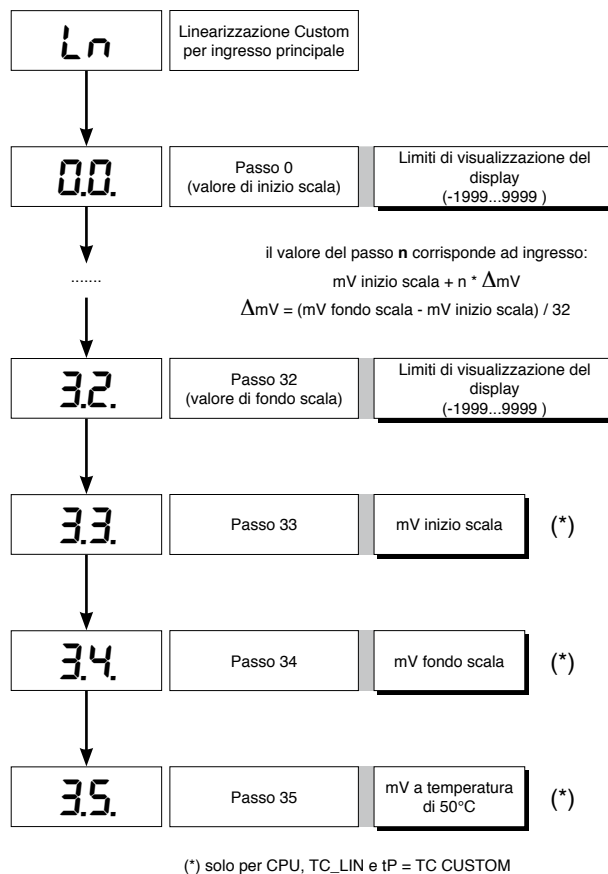 Ln
Linearizzazione Custom
per ingresso principale
0.0.
Passo 0
(valore di inizio scala)
Limiti di visualizzazione del
display
(-1999...9999 )
.......
il valore del passo n corrisponde ad ingresso:
mV inizio scala + n * ΔmV
ΔmV = (mV fondo scala - mV inizio scala) / 32
3.2.
Passo 32
(valore di fondo scala)
Limiti di visualizzazione del
display
(-1999...9999 )
3.3.
Passo 33
mV inizio scala
(*)
3.4.
Passo 34
mV fondo scala
(*)
3.5.
Passo 35
mV a temperatura
di 50°C
(*)
(*) solo per CPU, TC_LIN e tP = TC CUSTOM